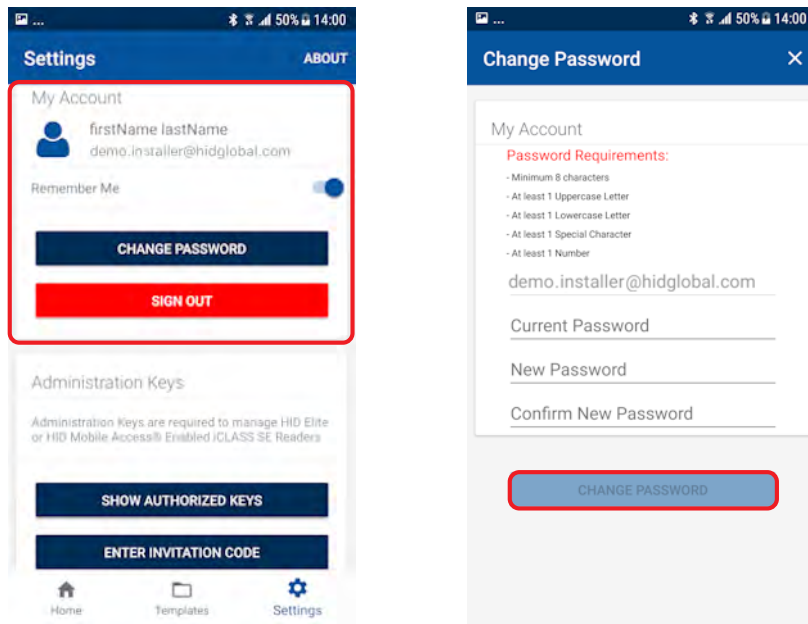 ... 50% 14:00
Settings ABOUT
My Account
firstName lastName
demo.installer@hidglobal.com
Remember Me
CHANGE PASSWORD
SIGN OUT
Administration Keys
Administration Keys are required to manage HID Elite
or HID Mobile Access® Enabled iCLASS SE Readers
SHOW AUTHORIZED KEYS
ENTER INVITATION CODE
Home Templates Settings
... 50% 14:00
Change Password ×
My Account
Password Requirements:
- Minimum 8 characters
- At least 1 Uppercase Letter
- At least 1 Lowercase Letter
- At least 1 Special Character
- At least 1 Number
demo.installer@hidglobal.com
Current Password
New Password
Confirm New Password
CHANGE PASSWORD